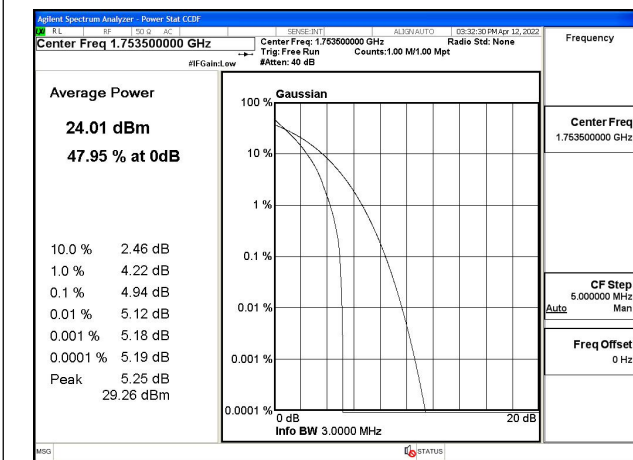 Agilent Spectrum Analyzer - Power Stat CCDF
LXI RL RF 50 Ω AC SENSE:INT ALIGNAUTO 03:32:30 PM Apr 12, 2022
Center Freq 1.753500000 GHz
Center Freq: 1.753500000 GHz Radio Std: None
Trig: Free Run Counts:1.00 M/1.00 Mpt
#IFGain:Low #Atten: 40 dB
Average Power
24.01 dBm
47.95 % at 0dB
10.0 % 2.46 dB
1.0 % 4.22 dB
0.1 % 4.94 dB
0.01 % 5.12 dB
0.001 % 5.18 dB
0.0001 % 5.19 dB
Peak 5.25 dB
29.26 dBm
Gaussian
100 %
10 %
1 %
0.1 %
0.01 %
0.001 %
0.0001 %
0 dB 20 dB
Info BW 3.0000 MHz
Frequency
Center Freq
1.753500000 GHz
CF Step
5.000000 MHz
Auto Man
Freq Offset
0 Hz
MSG STATUS